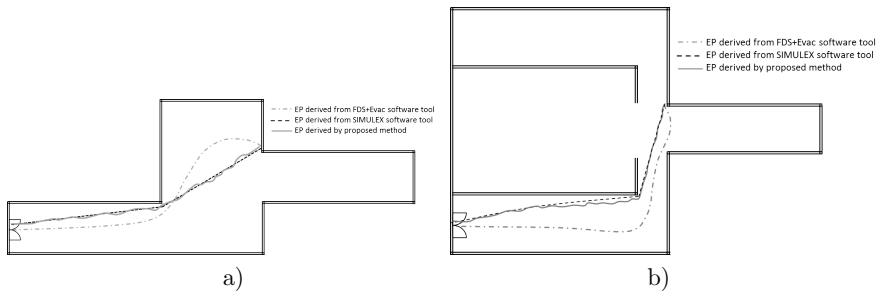 EP derived from FDS+Evac software tool
EP derived from SIMULEX software tool
EP derived by proposed method
a)
EP derived from FDS+Evac software tool
EP derived from SIMULEX software tool
EP derived by proposed method
b)